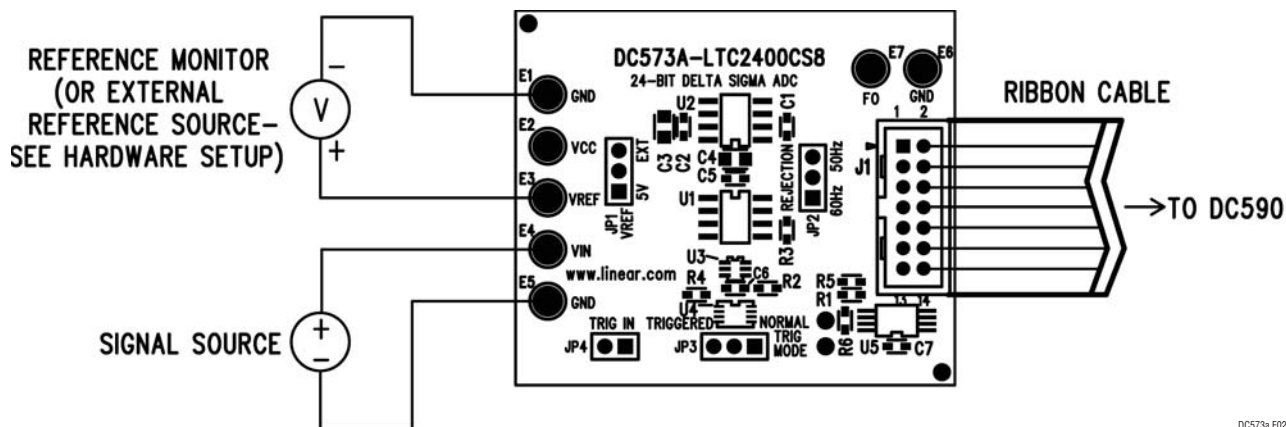 REFERENCE MONITOR
(OR EXTERNAL
REFERENCE SOURCE-
SEE HARDWARE SETUP)
-
V
+
SIGNAL SOURCE
+
-
E1
GND
E2
VCC
E3
VREF
E4
VIN
E5
GND
DC573A-LTC2400CS8
24-BIT DELTA SIGMA ADC
U2
C1
C3
C2
C4
C5
EXT
5V
JP1
VREF
U1
REJECTION
50Hz
60Hz
JP2
R3
U3
C6
R2
R4
www.linear.com
U4
TRIG IN
JP4
TRIGGERED
NORMAL
JP3
TRIG
MODE
R5
R1
R6
U5
C7
E7
FO
E6
GND
1 2
J1
13 14
RIBBON CABLE
TO DC590
DC573a F02